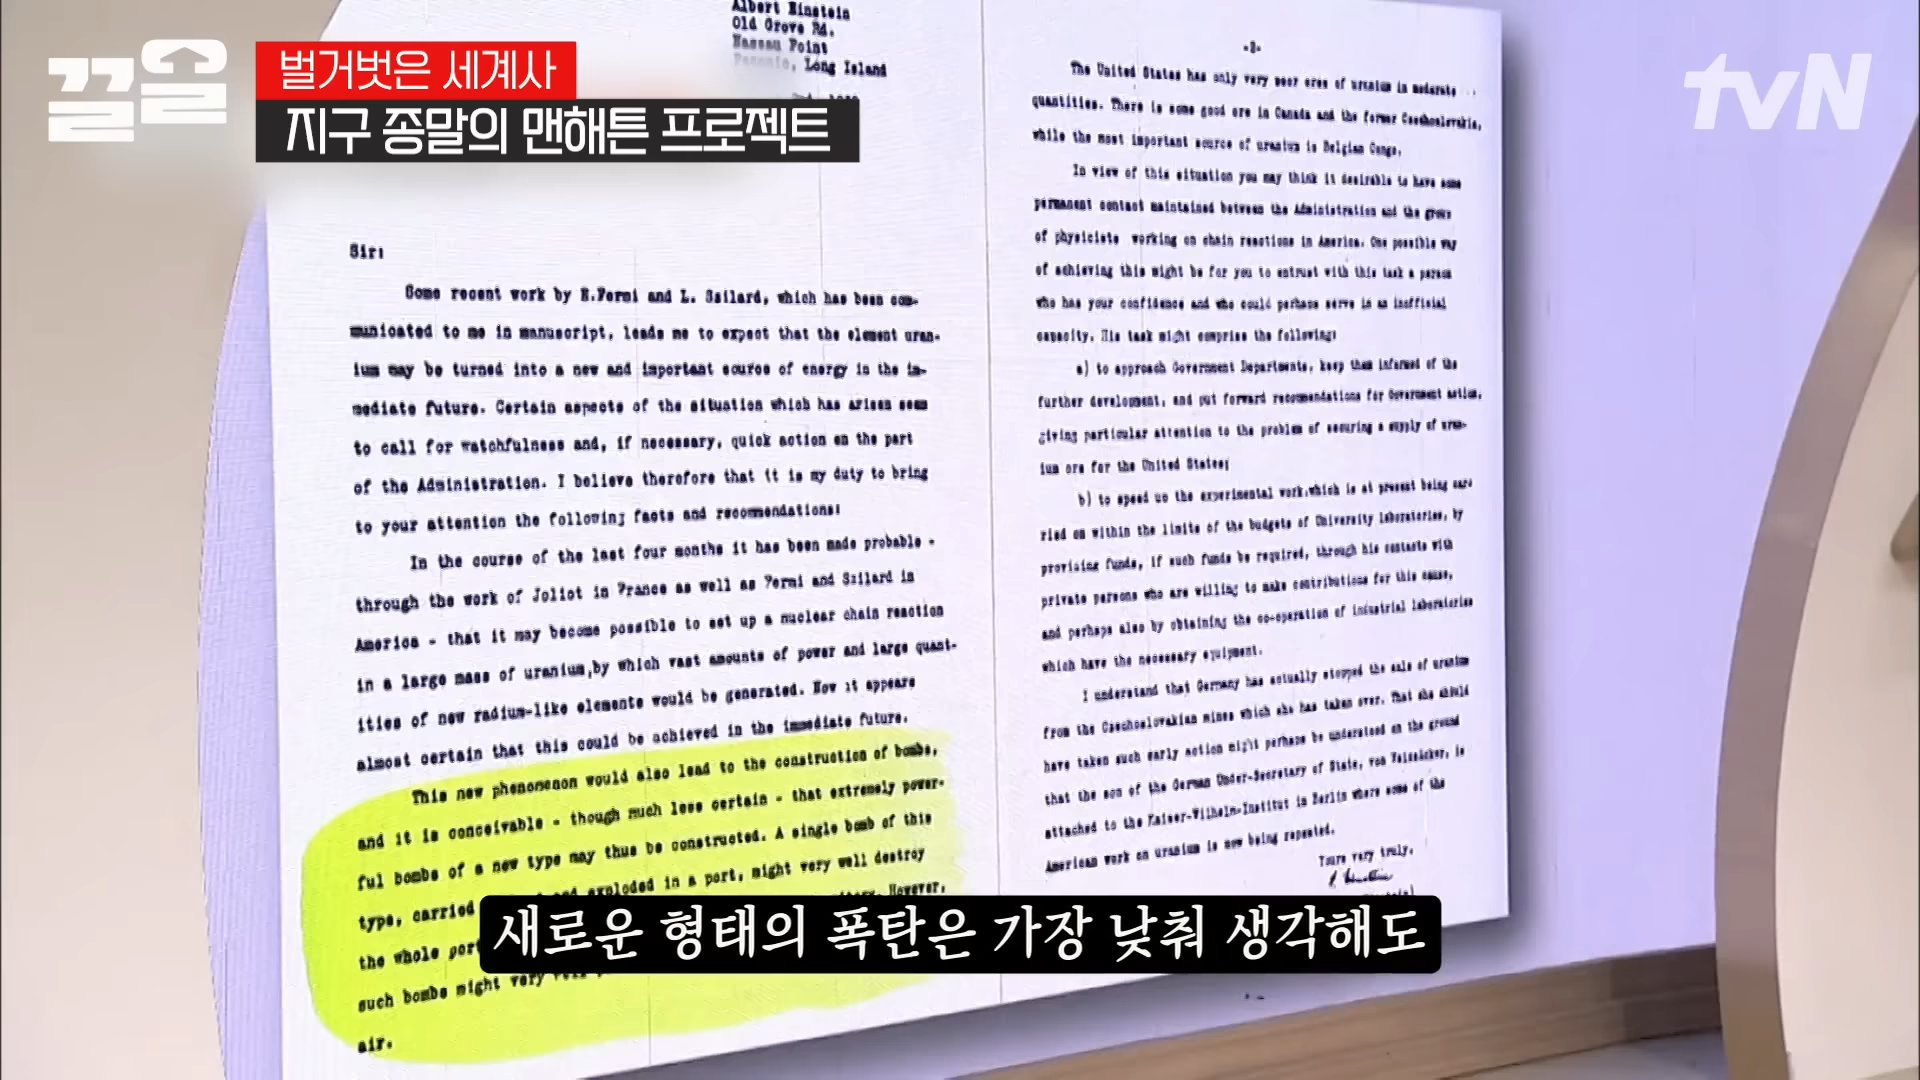 끌올
벌거벗은 세계사
지구 종말의 맨해튼 프로젝트
tvN
Albert Einstein
Old Grove Rd.
Nassau Point
Peconic, Long Island
Sir:
Some recent work by E.Fermi and L. Szilard, which has been com-
municated to me in manuscript, leads me to expect that the element uran-
ium may be turned into a new and important source of energy in the im-
mediate future. Certain aspects of the situation which has arisen seem
to call for watchfulness and, if necessary, quick action on the part
of the Administration. I believe therefore that it is my duty to bring
to your attention the following facts and recommendations:
In the course of the last four months it has been made probable -
through the work of Joliot in France as well as Fermi and Szilard in
America - that it may become possible to set up a nuclear chain reaction
in a large mass of uranium,by which vast amounts of power and large quant-
ities of new radium-like elements would be generated. Now it appears
almost certain that this could be achieved in the immediate future.
This new phenomenon would also lead to the construction of bombs,
and it is conceivable - though much less certain - that extremely power-
ful bombs of a new type may thus be constructed. A single bomb of this
type, carried and exploded in a port, might very well destroy
the whole port However,
such bombs might very
air.
-2-
The United States has only very poor ores of uranium in moderate
quantities. There is some good ore in Canada and the former Czechoslovakia,
while the most important source of uranium is Belgian Congo.
In view of this situation you may think it desirable to have some
permanent contact maintained between the Administration and the group
of physicists working on chain reactions in America. One possible way
of achieving this might be for you to entrust with this task a person
who has your confidence and who could perhaps serve in an inofficial
capacity. His task might comprise the following:
a) to approach Government Departments, keep them informed of the
further development, and put forward recommendations for Government action,
giving particular attention to the problem of securing a supply of uran-
ium ore for the United States;
b) to speed up the experimental work,which is at present being car-
ried on within the limits of the budgets of University laboratories, by
providing funds, if such funds be required, through his contacts with
private persons who are willing to make contributions for this cause,
and perhaps also by obtaining the co-operation of industrial laboratories
which have the necessary equipment.
I understand that Germany has actually stopped the sale of uranium
from the Czechoslovakian mines which she has taken over. That she should
have taken such early action might perhaps be understood on the ground
that the son of the German Under-Secretary of State, von Weizsäcker, is
attached to the Kaiser-Wilhelm-Institut in Berlin where some of the
American work on uranium is now being repeated.
Yours very truly,
새로운 형태의 폭탄은 가장 낮춰 생각해도